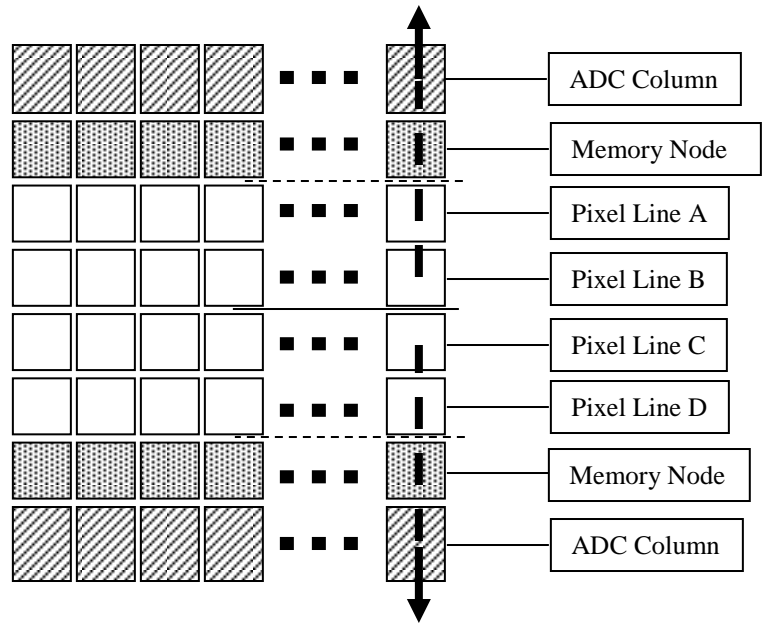 ADC Column
Memory Node
Pixel Line A
Pixel Line B
Pixel Line C
Pixel Line D
Memory Node
ADC Column